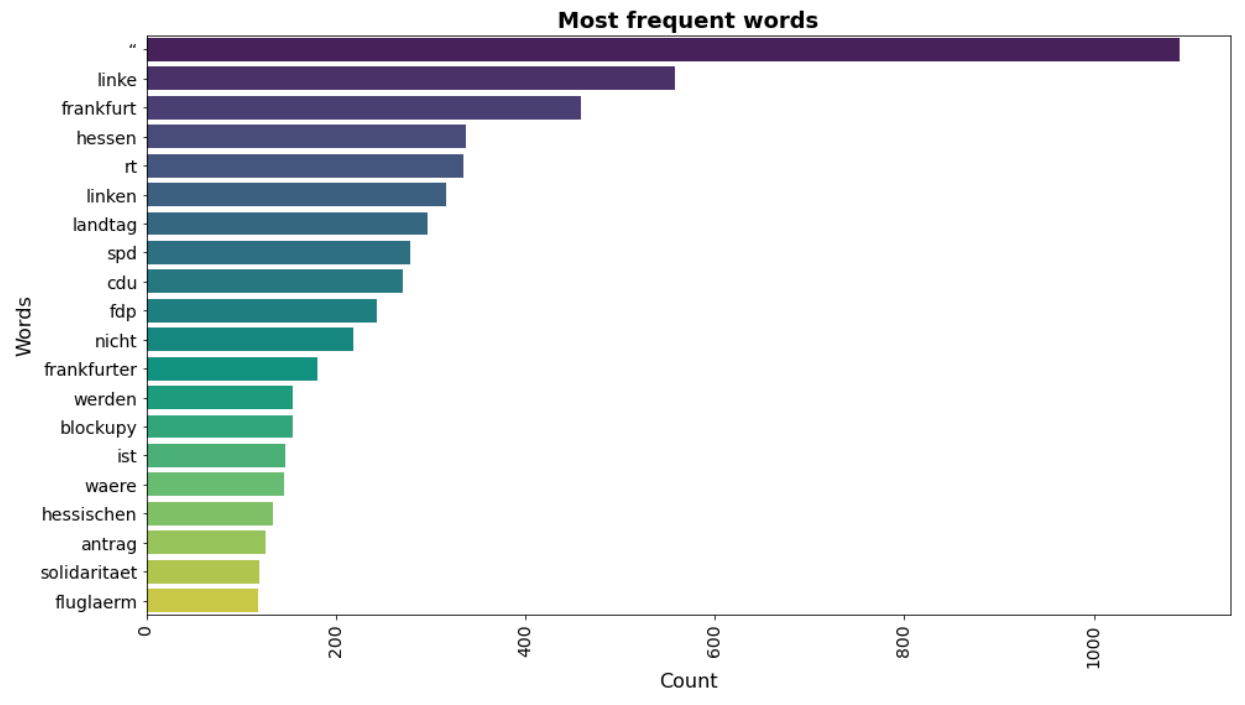 Most frequent words
“
linke
frankfurt
hessen
rt
linken
landtag
spd
cdu
fdp
nicht
frankfurter
werden
blockupy
ist
waere
hessischen
antrag
solidaritaet
fluglaerm
Words
0
200
400
600
800
1000
Count